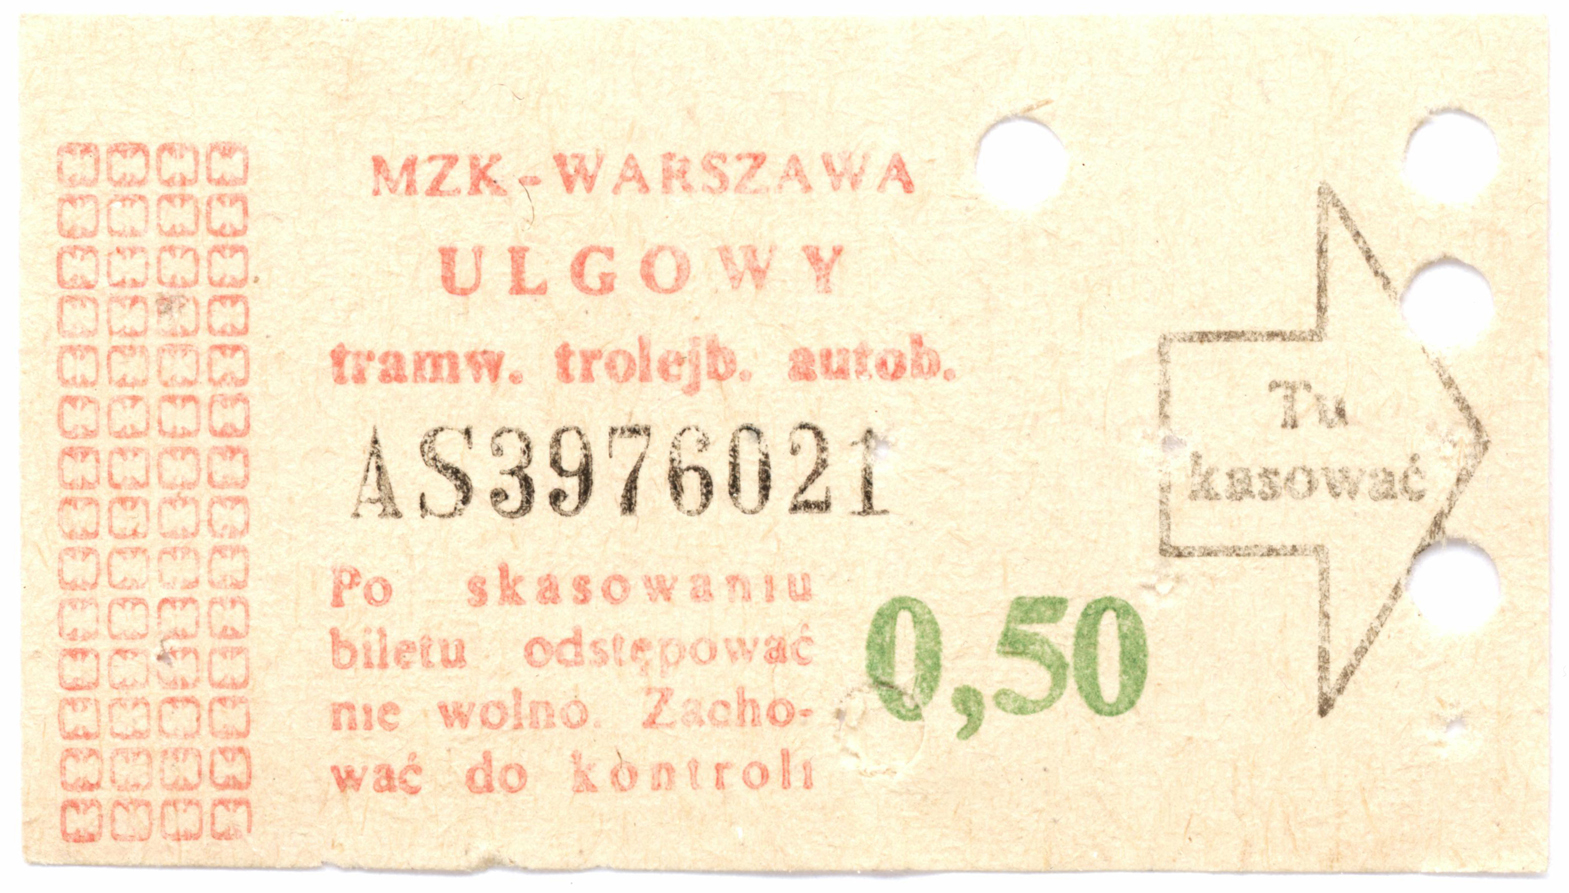 MZK-WARSZAWA
ULGOWY
tramw. trolejb. autob.
AS3976021
Po skasowaniu
biletu odstępować
nie wolno. Zacho-
wać do kontroli
0,50
Tu
kasować